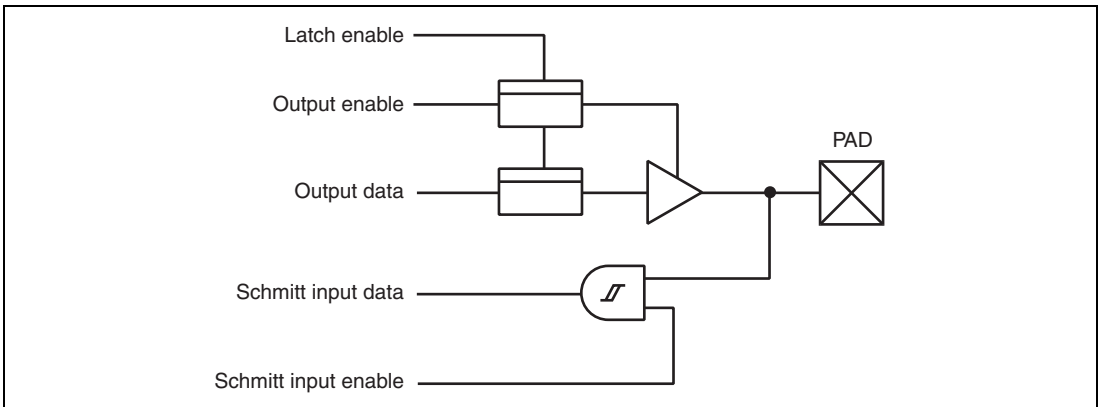 Latch enable
Output enable
PAD
Output data
Schmitt input data
Schmitt input enable